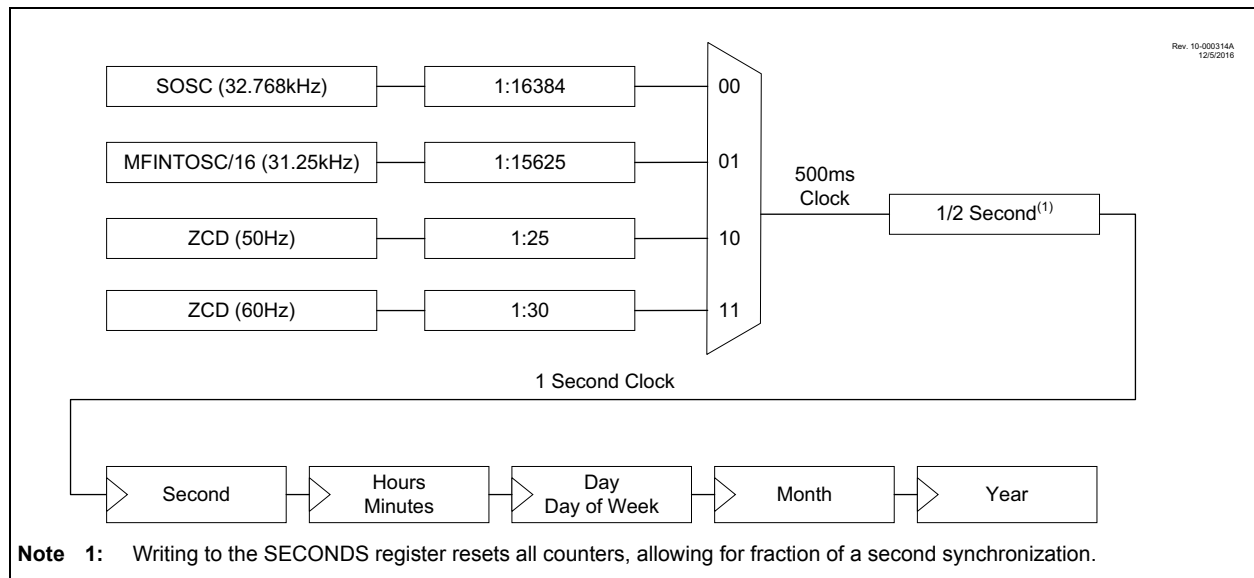 Rev. 10-000314A
12/5/2016
SOSC (32.768kHz)
1:16384
00
MFINTOSC/16 (31.25kHz)
1:15625
01
500ms
Clock
1/2 Second(1)
ZCD (50Hz)
1:25
10
ZCD (60Hz)
1:30
11
1 Second Clock
Second
Hours
Minutes
Day
Day of Week
Month
Year
Note 1: Writing to the SECONDS register resets all counters, allowing for fraction of a second synchronization.